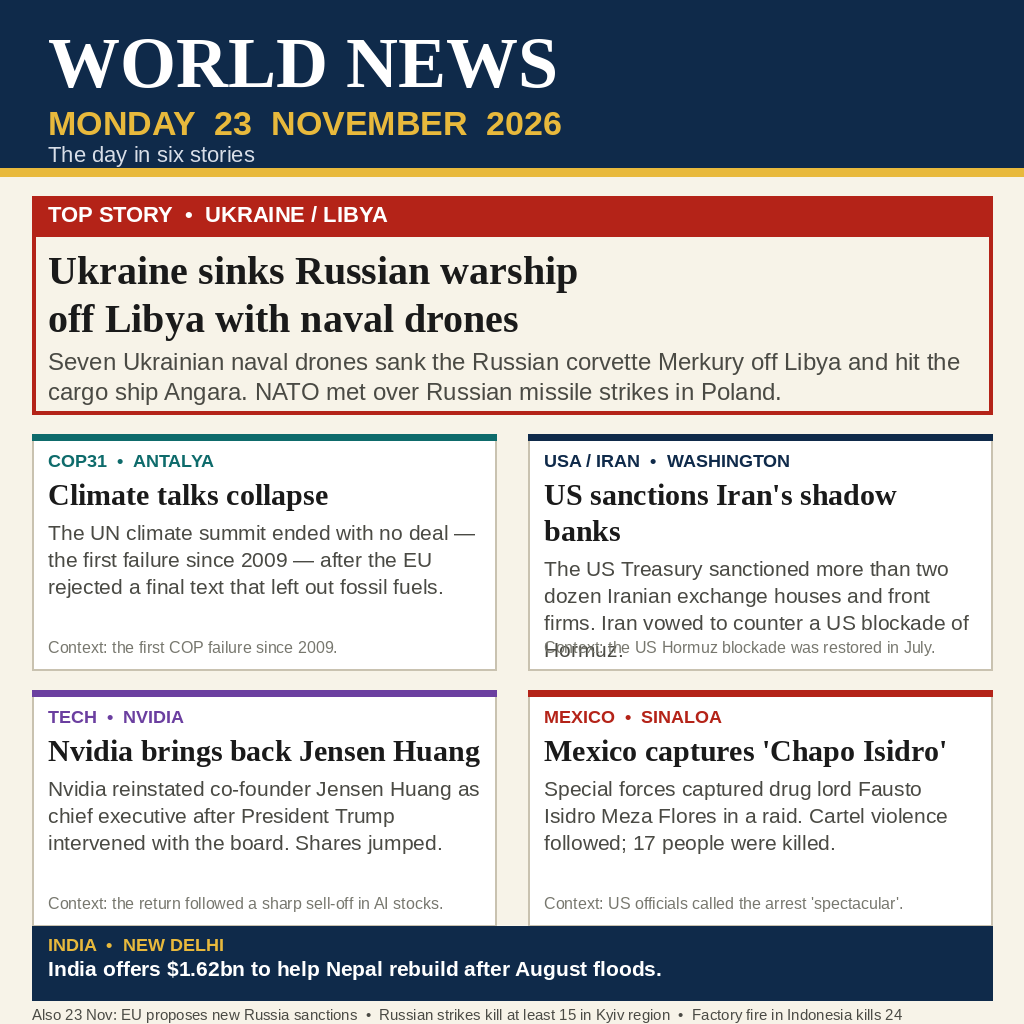 WORLD NEWS
MONDAY 23 NOVEMBER 2026
The day in six stories
TOP STORY • UKRAINE / LIBYA
Ukraine sinks Russian warship
off Libya with naval drones
Seven Ukrainian naval drones sank the Russian corvette Merkury off Libya and hit the
cargo ship Angara. NATO met over Russian missile strikes in Poland.
COP31 • ANTALYA
Climate talks collapse
The UN climate summit ended with no deal —
the first failure since 2009 — after the EU
rejected a final text that left out fossil fuels.
Context: the first COP failure since 2009.
USA / IRAN • WASHINGTON
US sanctions Iran's shadow
banks
The US Treasury sanctioned more than two
dozen Iranian exchange houses and front
firms. Iran vowed to counter a US blockade of
Hormuz.
Context: the US Hormuz blockade was restored in July.
TECH • NVIDIA
Nvidia brings back Jensen Huang
Nvidia reinstated co-founder Jensen Huang as
chief executive after President Trump
intervened with the board. Shares jumped.
Context: the return followed a sharp sell-off in AI stocks.
MEXICO • SINALOA
Mexico captures 'Chapo Isidro'
Special forces captured drug lord Fausto
Isidro Meza Flores in a raid. Cartel violence
followed; 17 people were killed.
Context: US officials called the arrest 'spectacular'.
INDIA • NEW DELHI
India offers $1.62bn to help Nepal rebuild after August floods.
Also 23 Nov: EU proposes new Russia sanctions • Russian strikes kill at least 15 in Kyiv region • Factory fire in Indonesia kills 24